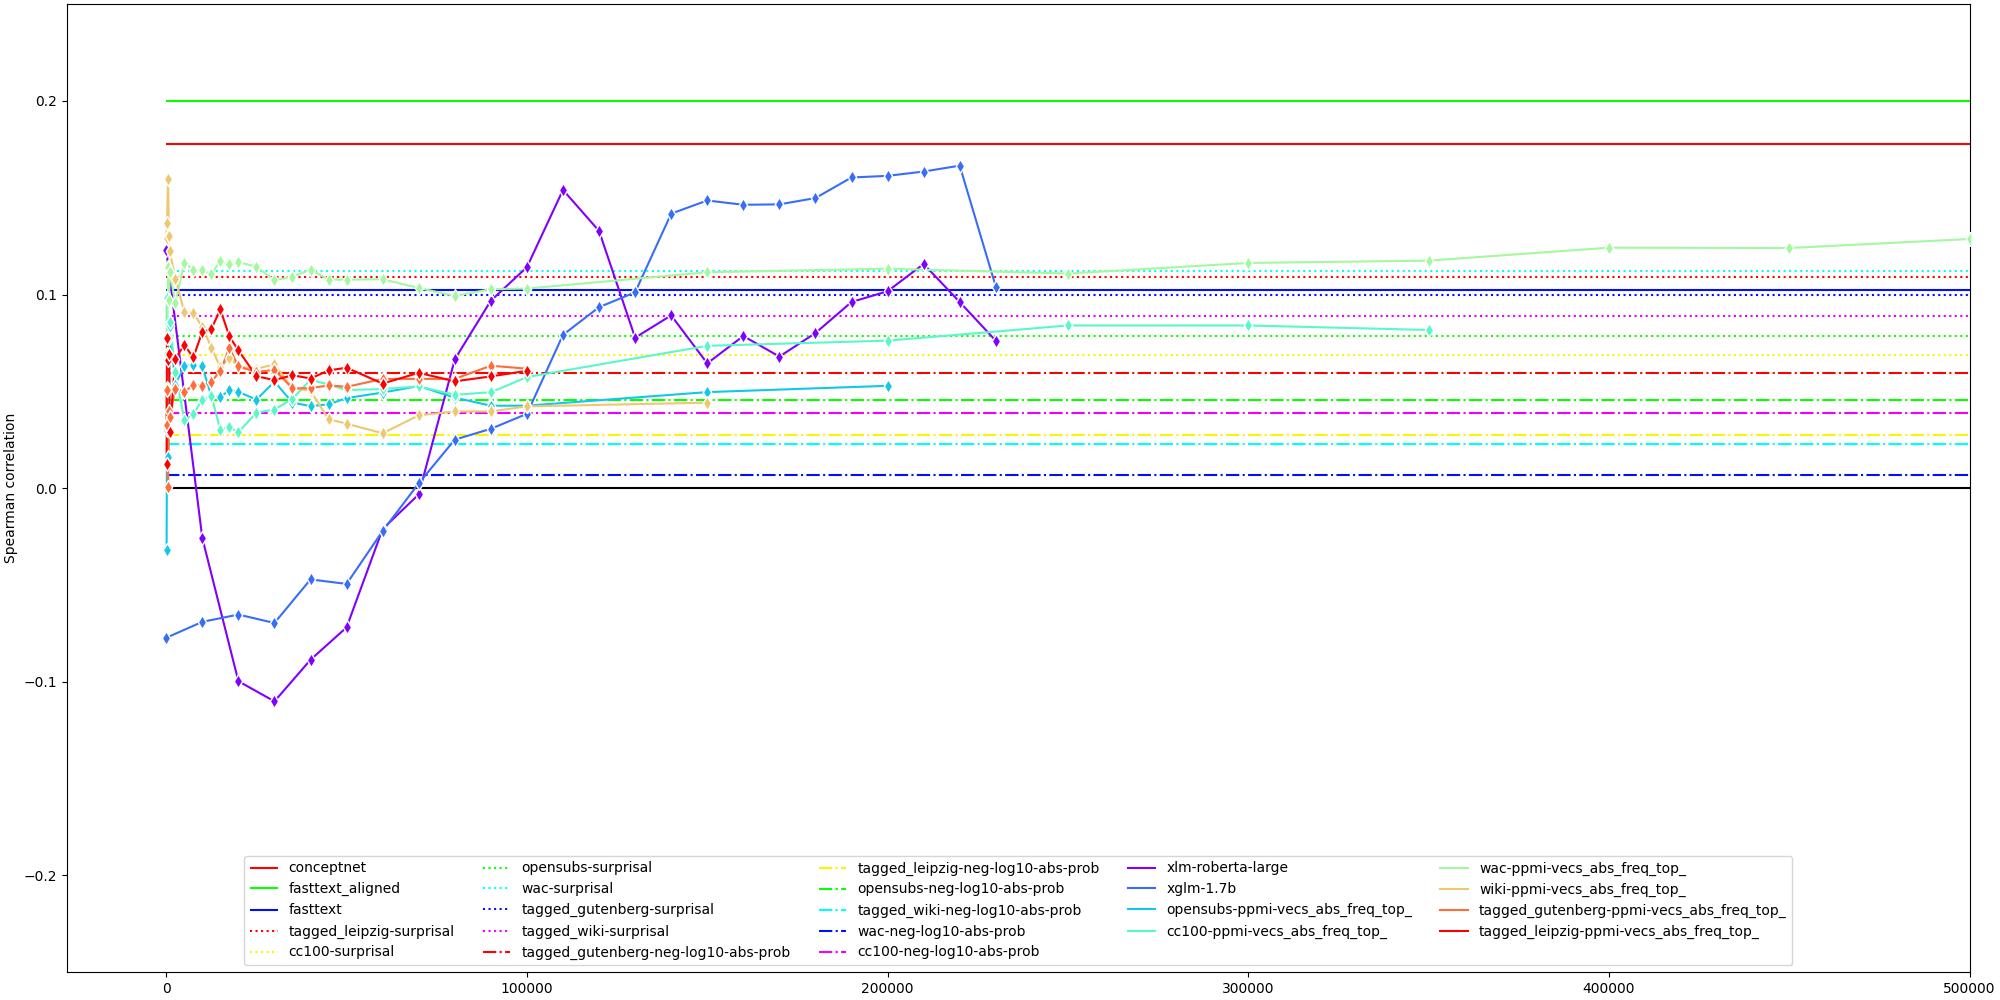 0.2
0.1
0.0
−0.1
−0.2
Spearman correlation
conceptnet
fasttext_aligned
fasttext
tagged_leipzig-surprisal
cc100-surprisal
opensubs-surprisal
wac-surprisal
tagged_gutenberg-surprisal
tagged_wiki-surprisal
tagged_gutenberg-neg-log10-abs-prob
tagged_leipzig-neg-log10-abs-prob
opensubs-neg-log10-abs-prob
tagged_wiki-neg-log10-abs-prob
wac-neg-log10-abs-prob
cc100-neg-log10-abs-prob
xlm-roberta-large
xglm-1.7b
opensubs-ppmi-vecs_abs_freq_top_
cc100-ppmi-vecs_abs_freq_top_
wac-ppmi-vecs_abs_freq_top_
wiki-ppmi-vecs_abs_freq_top_
tagged_gutenberg-ppmi-vecs_abs_freq_top_
tagged_leipzig-ppmi-vecs_abs_freq_top_
0 100000 200000 300000 400000 500000